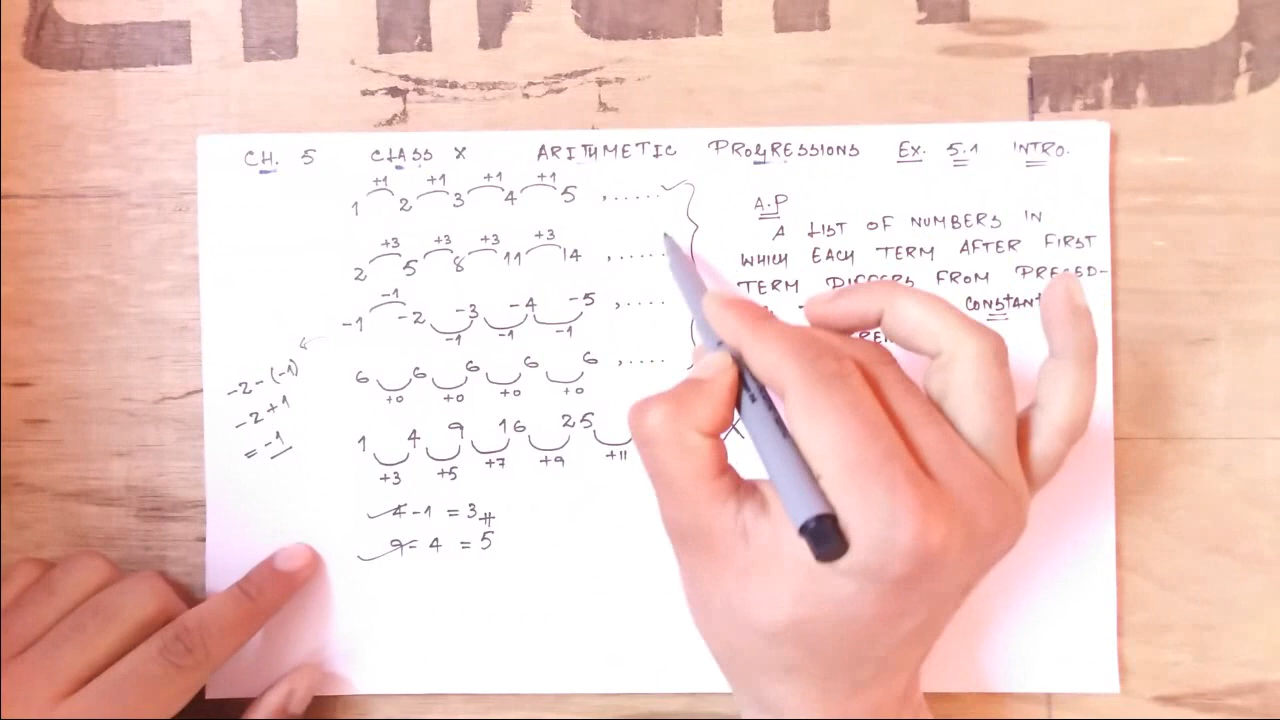 CH. 5 CLASS X ARITHMETIC PROGRESSIONS Ex. 5.1 INTRO.
+1 +1 +1 +1
1 2 3 4 5 , .....
+3 +3 +3 +3
2 5 8 11 14 , .....
-1
-1 -2 -3 -4 -5 , ....
-1 -1 -1
6 6 6 6 6 , ....
+0 +0 +0 +0
1 4 9 16 25
+3 +5 +7 +9 +11
4-1 = 3
9-4 = 5
-2-(-1)
-2+1
= -1
A.P
A LIST OF NUMBERS IN
WHICH EACH TERM AFTER FIRST
TERM DIFFERS FROM PRECED-
CONSTANT